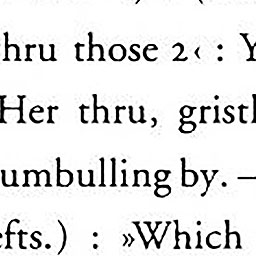 thru those 2‹ : Y
Her thru, gristl
umbulling by. —
efts.) : »Which